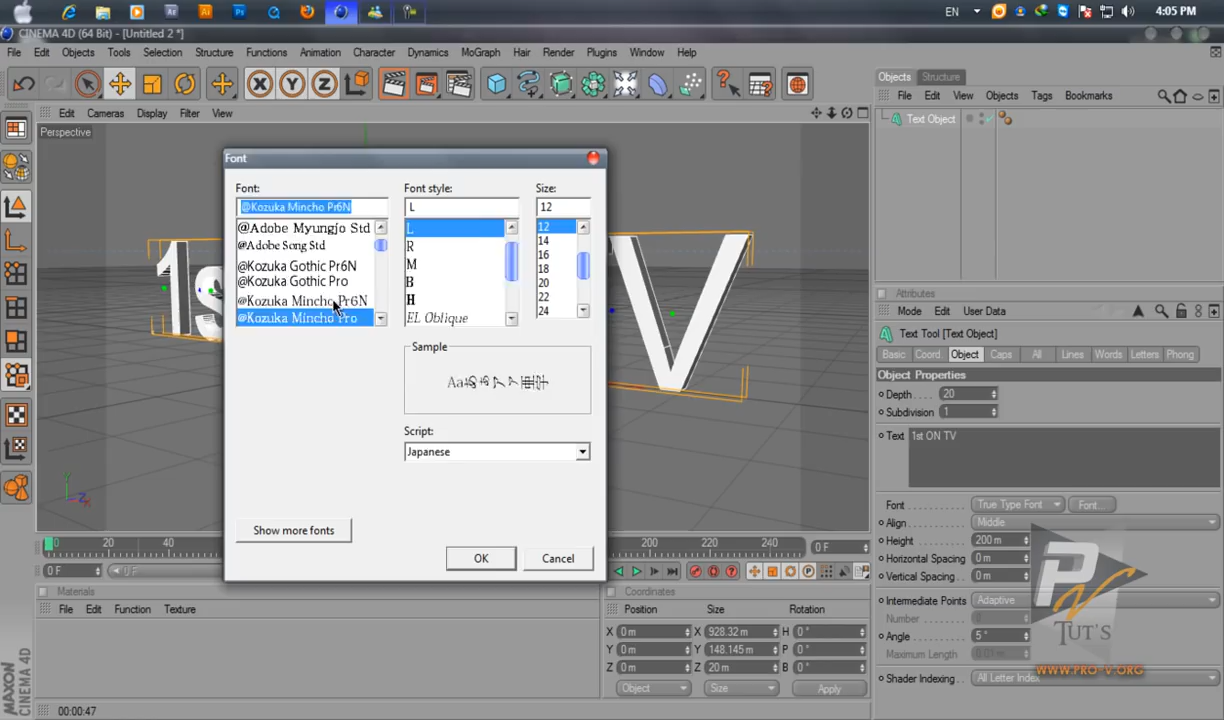 EN
4:05 PM
CINEMA 4D (64 Bit) - [Untitled 2 *]
File Edit Objects Tools Selection Structure Functions Animation Character Dynamics MoGraph Hair Render Plugins Window Help
X Y Z
Objects Structure
Edit Cameras Display Filter View
File Edit View Objects Tags Bookmarks
Perspective
Text Object
1s V
Font
Font: Font style: Size:
@Kozuka Mincho Pr6N L 12
@Adobe Myungjo Std
@Adobe Song Std
@Kozuka Gothic Pr6N
@Kozuka Gothic Pro
@Kozuka Mincho Pr6N
@Kozuka Mincho Pro
L
R
M
B
H
EL Oblique
12
14
16
18
20
22
24
Sample
Script:
Japanese
Show more fonts
OK Cancel
Attributes
Mode Edit User Data
Text Tool [Text Object]
Basic Coord. Object Caps All Lines Words Letters Phong
Object Properties
Depth 20
Subdivision 1
Text 1st ON TV
Font True Type Font Font...
Align Middle
Height 200 m
Horizontal Spacing 0 m
Vertical Spacing 0 m
Intermediate Points Adaptive
Number
Angle 5 °
Maximum Length
Shader Indexing All Letter Index
20 40 200 220 240 0 F
0 F 0 F
Materials
File Edit Function Texture
Coordinates
Position Size Rotation
X 0 m X 928.32 m H 0 °
Y 0 m Y 148.145 m P 0 °
Z 0 m Z 20 m B 0 °
Object Size Apply
MAXON
CINEMA 4D
00:00:47
PV
TUT'S
WWW.PRO-V.ORG